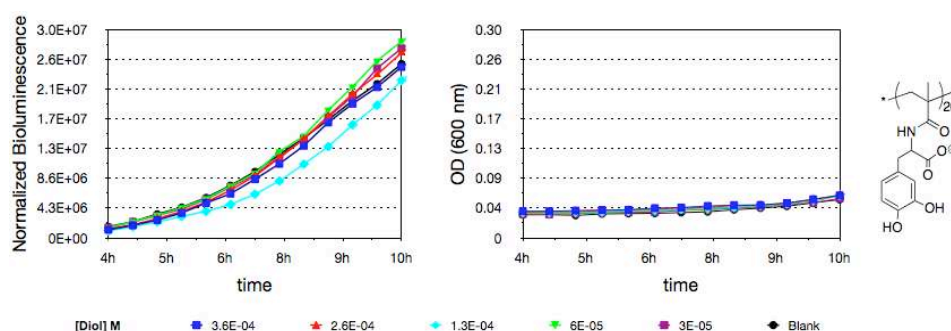 Normalized Bioluminescence
3.0E+07
2.6E+07
2.1E+07
1.7E+07
1.3E+07
8.6E+06
4.3E+06
0E+00
4h 5h 6h 8h 9h 10h
time
OD (600 nm)
0.30
0.26
0.21
0.17
0.13
0.09
0.04
0.00
4h 5h 6h 8h 9h 10h
time
*
O
HN
O
O
OH
HO
[Diol] M 3.6E-04 2.6E-04 1.3E-04 6E-05 3E-05 Blank